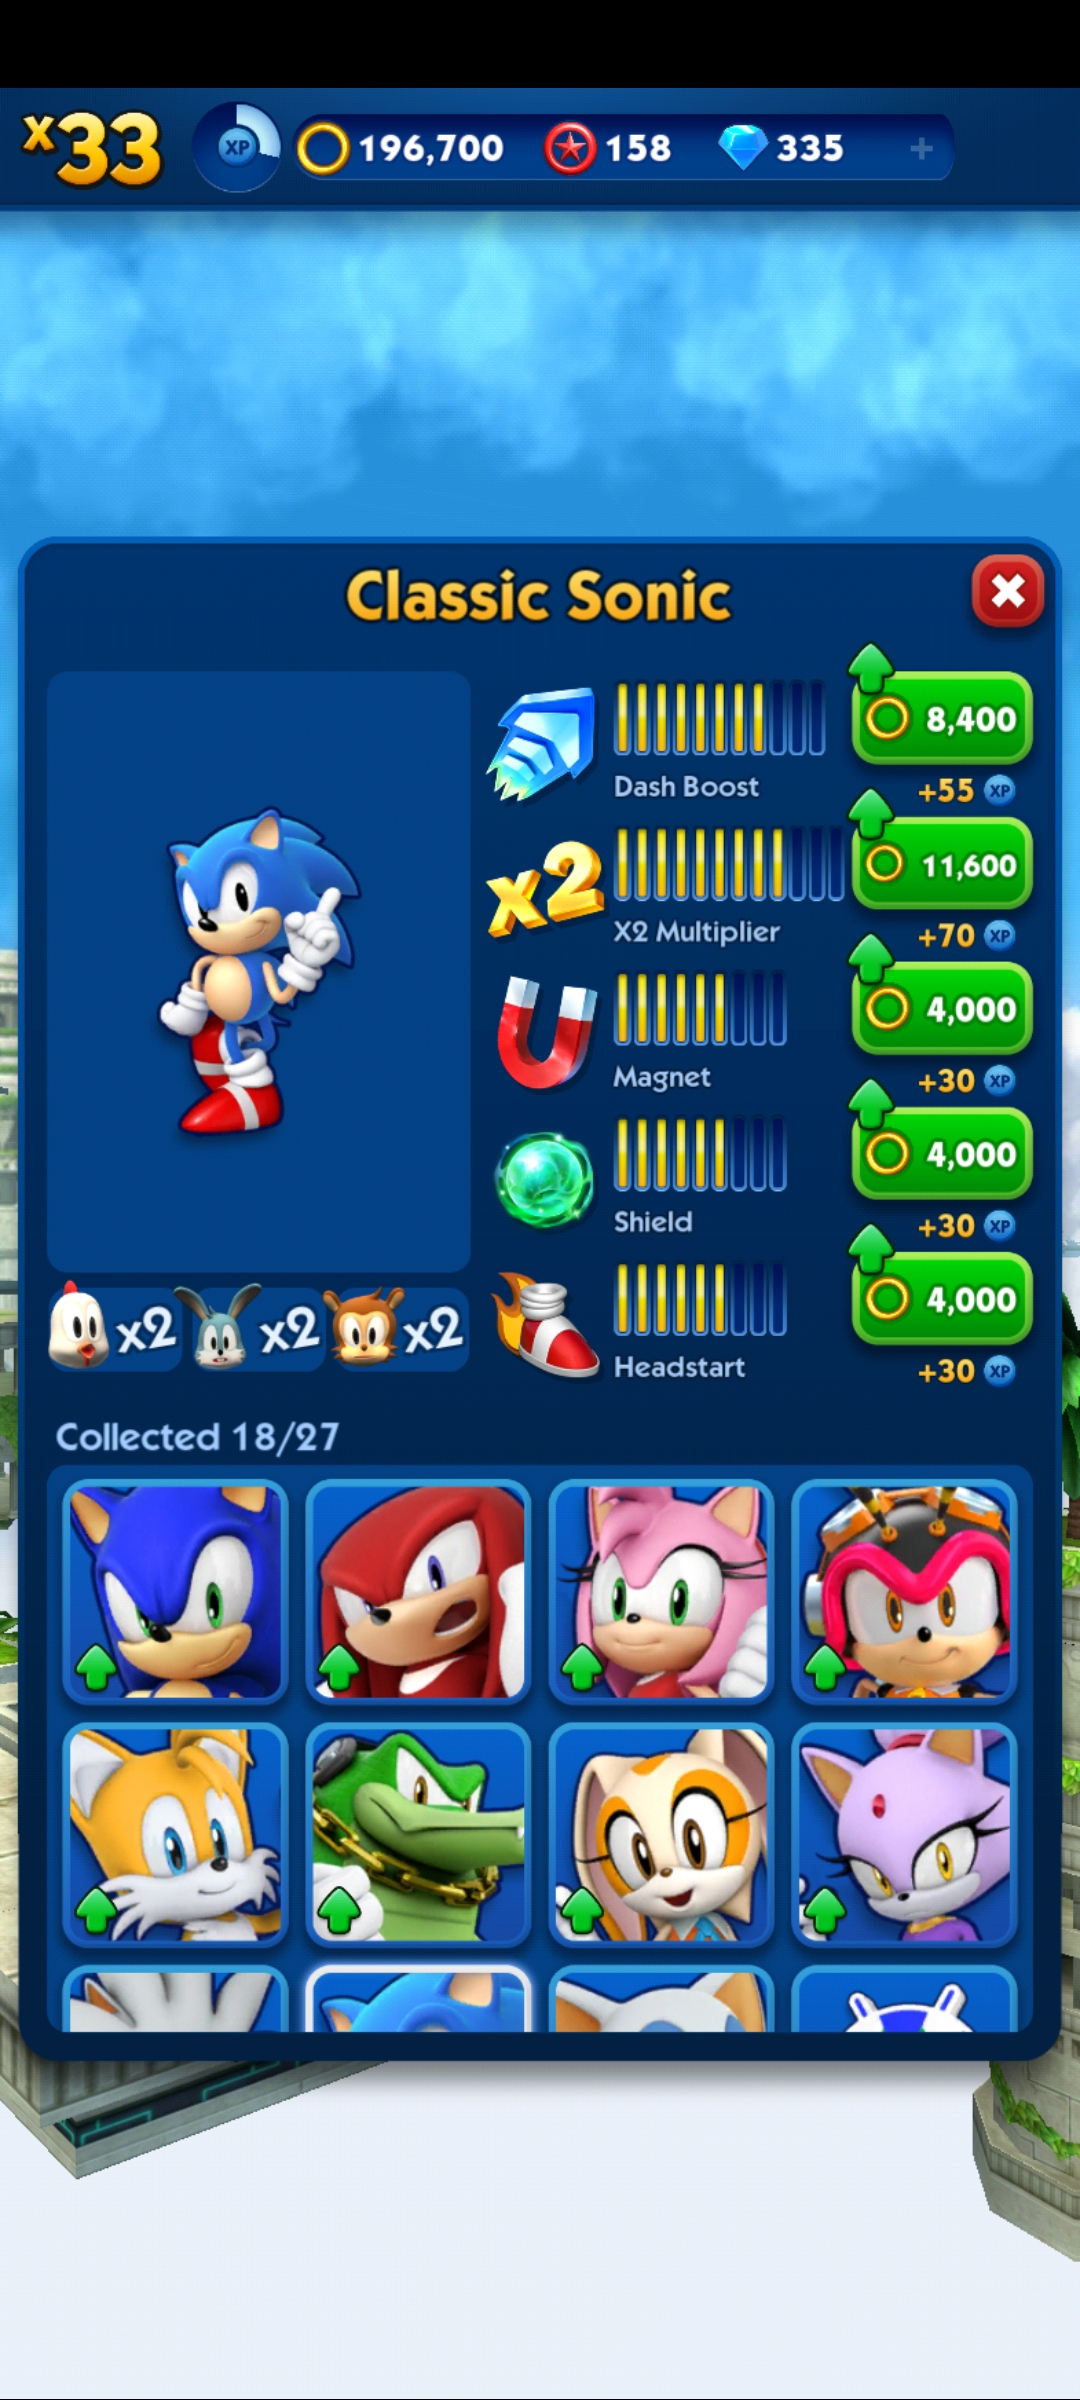 x33
XP
196,700
158
335
+
Classic Sonic
8,400
Dash Boost
+55 XP
x2
11,600
X2 Multiplier
+70 XP
4,000
Magnet
+30 XP
4,000
Shield
+30 XP
4,000
Headstart
+30 XP
x2 x2 x2
Collected 18/27